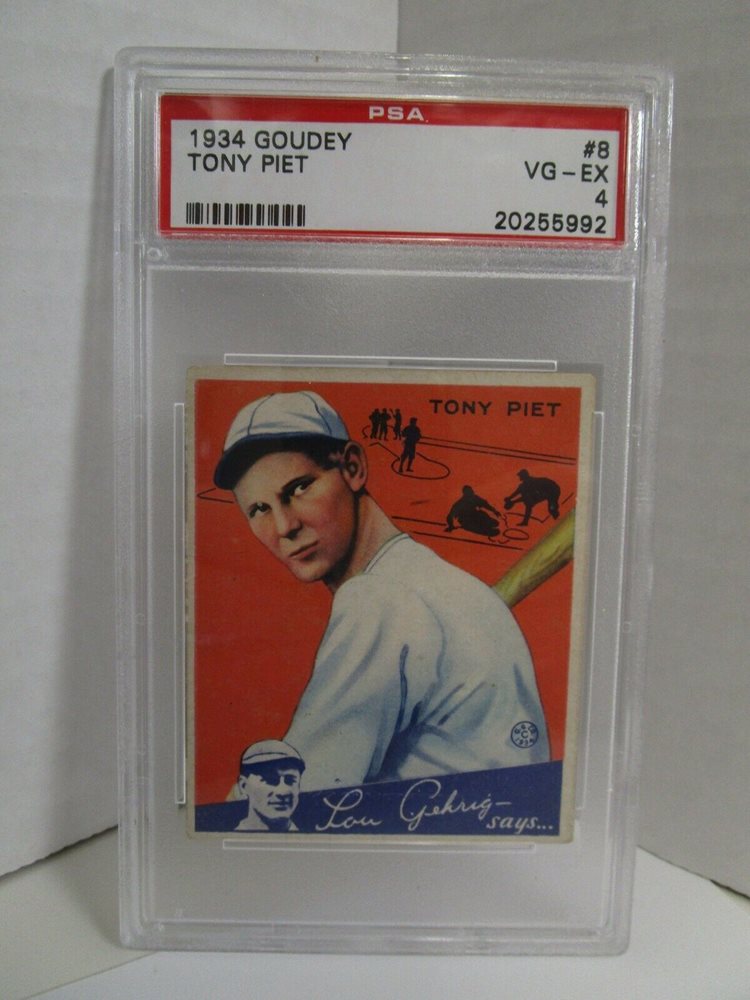 PSA
1934 GOUDEY #8
TONY PIET VG-EX
4
20255992
TONY PIET
Lou Gehrig—
says...